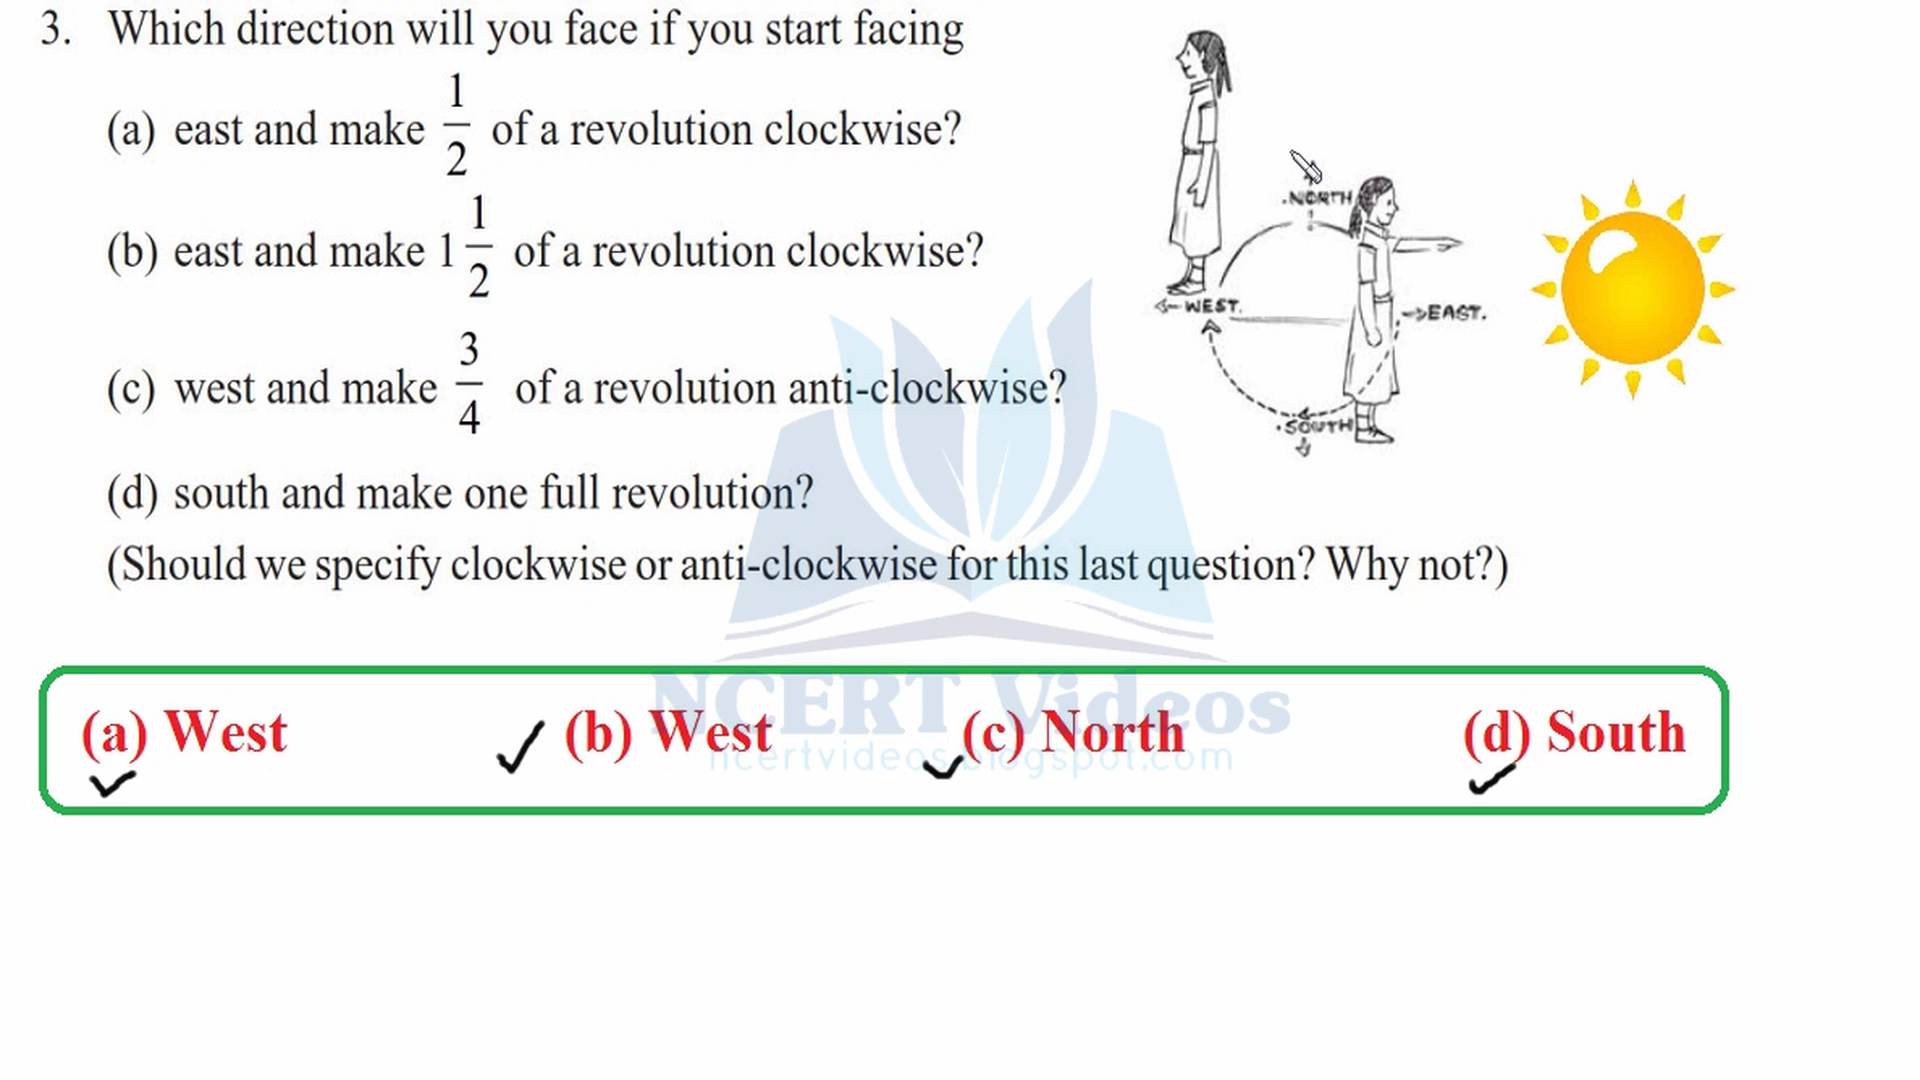 3. Which direction will you face if you start facing
(a) east and make 1/2 of a revolution clockwise?
(b) east and make 1 1/2 of a revolution clockwise?
(c) west and make 3/4 of a revolution anti-clockwise?
(d) south and make one full revolution?
(Should we specify clockwise or anti-clockwise for this last question? Why not?)
.NORTH
WEST.
EAST.
.SOUTH
NCERT Videos
(a) West (b) West (c) North (d) South
ncertvideos.blogspot.com